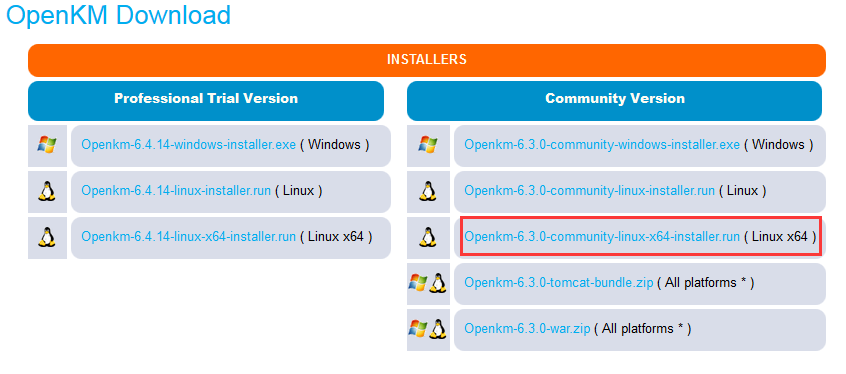 OpenKM Download
INSTALLERS
Professional Trial Version
Openkm-6.4.14-windows-installer.exe ( Windows )
Openkm-6.4.14-linux-installer.run ( Linux )
Openkm-6.4.14-linux-x64-installer.run ( Linux x64 )
Community Version
Openkm-6.3.0-community-windows-installer.exe ( Windows )
Openkm-6.3.0-community-linux-installer.run ( Linux )
Openkm-6.3.0-community-linux-x64-installer.run ( Linux x64 )
Openkm-6.3.0-tomcat-bundle.zip ( All platforms * )
Openkm-6.3.0-war.zip ( All platforms * )